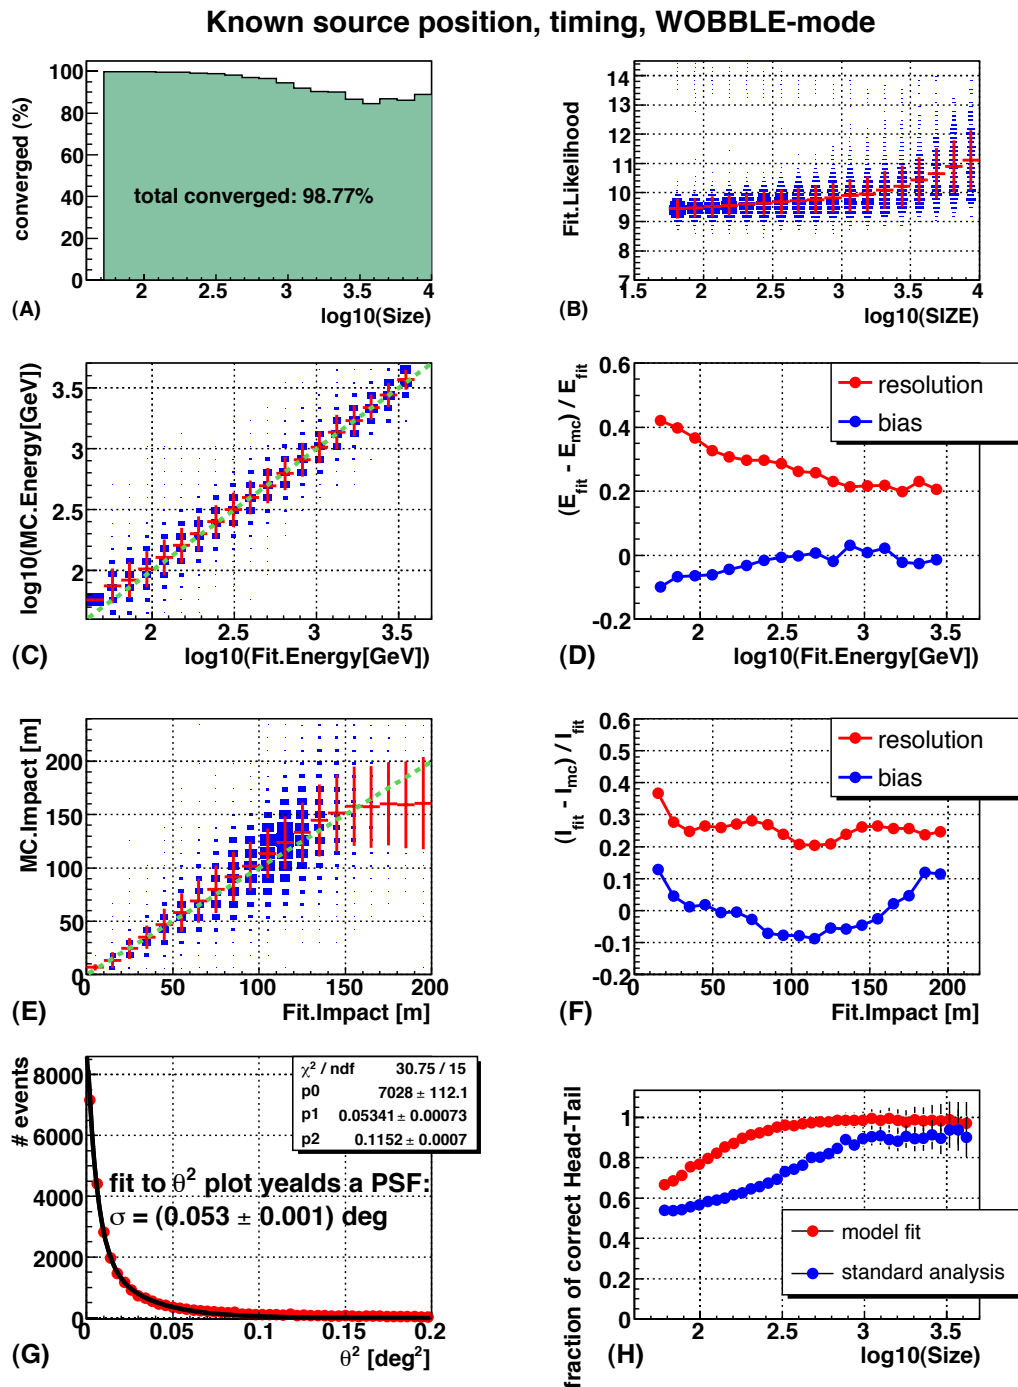 Known source position, timing, WOBBLE-mode
converged (%)
100
80
60
40
20
0
total converged: 98.77%
2
2.5
3
3.5
4
log10(Size)
(A)
Fit.Likelihood
14
13
12
11
10
9
8
7
1.5
2
2.5
3
3.5
4
log10(SIZE)
(B)
log10(MC.Energy[GeV])
3.5
3
2.5
2
2
2.5
3
3.5
log10(Fit.Energy[GeV])
(C)
(E_fit - E_mc) / E_fit
0.6
0.4
0.2
0
-0.2
resolution
bias
2
2.5
3
3.5
log10(Fit.Energy[GeV])
(D)
MC.Impact [m]
200
150
100
50
0
0
50
100
150
200
Fit.Impact [m]
(E)
(I_fit - I_mc) / I_fit
0.6
0.5
0.4
0.3
0.2
0.1
0
-0.1
-0.2
resolution
bias
0
50
100
150
200
Fit.Impact [m]
(F)
# events
8000
6000
4000
2000
0
χ² / ndf 30.75 / 15
p0 7028 ± 112.1
p1 0.05341 ± 0.00073
p2 0.1152 ± 0.0007
fit to θ² plot yealds a PSF:
σ = (0.053 ± 0.001) deg
0
0.05
0.1
0.15
0.2
θ² [deg²]
(G)
fraction of correct Head-Tail
1
0.8
0.6
0.4
0.2
0
model fit
standard analysis
2
2.5
3
3.5
log10(Size)
(H)